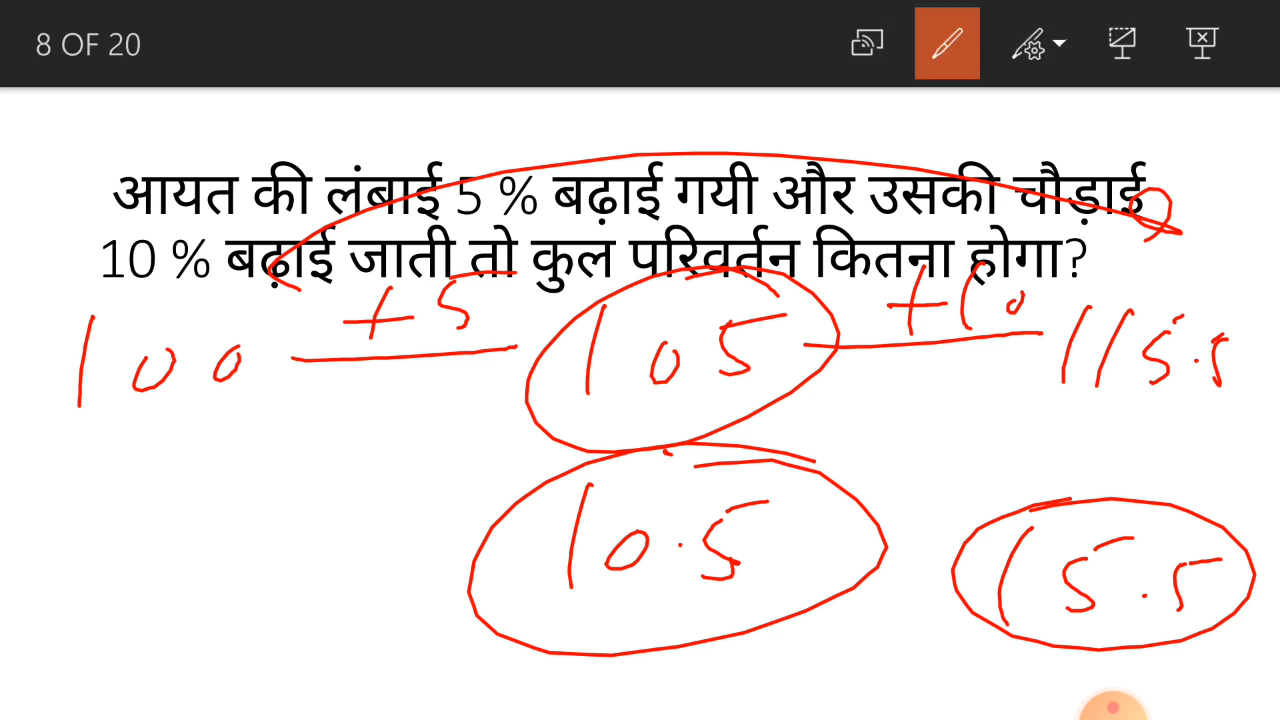 8 OF 20
आयत की लंबाई 5 % बढ़ाई गयी और उसकी चौड़ाई
10 % बढ़ाई जाती तो कुल परिवर्तन कितना होगा?
+5 +10
100 105 115.5
10.5
15.5